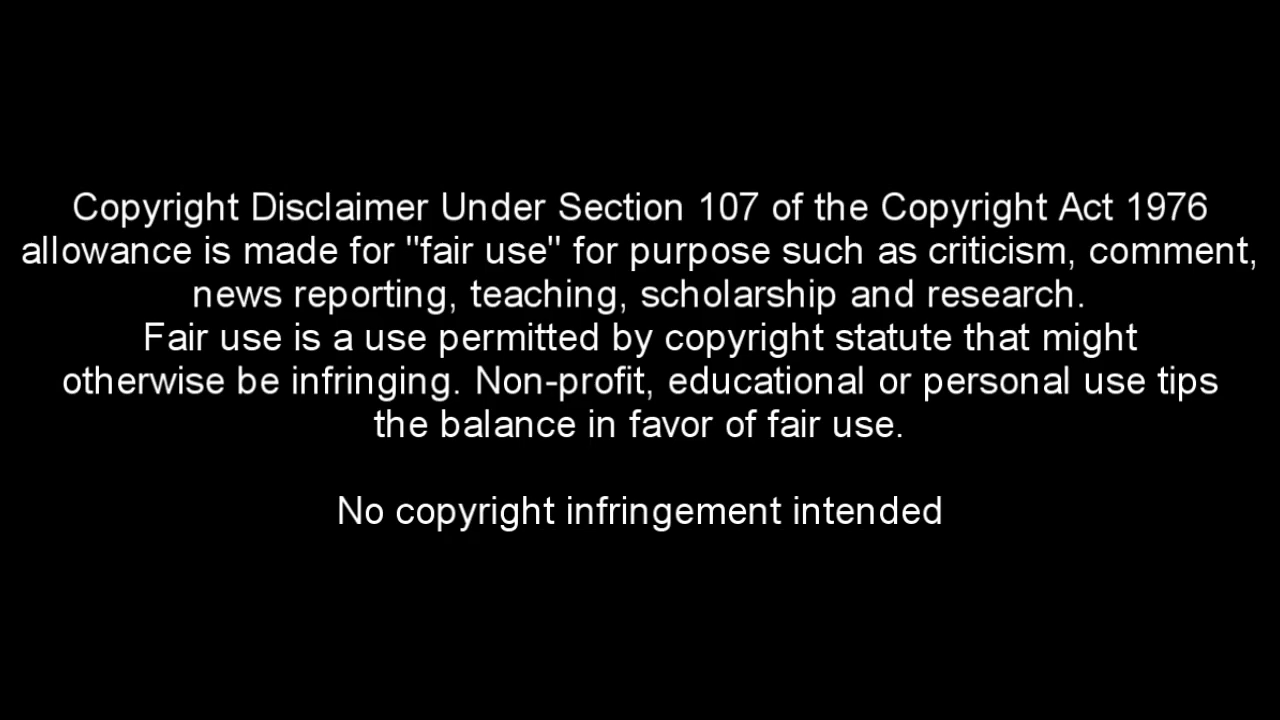 Copyright Disclaimer Under Section 107 of the Copyright Act 1976
allowance is made for "fair use" for purpose such as criticism, comment,
news reporting, teaching, scholarship and research.
Fair use is a use permitted by copyright statute that might
otherwise be infringing. Non-profit, educational or personal use tips
the balance in favor of fair use.
No copyright infringement intended